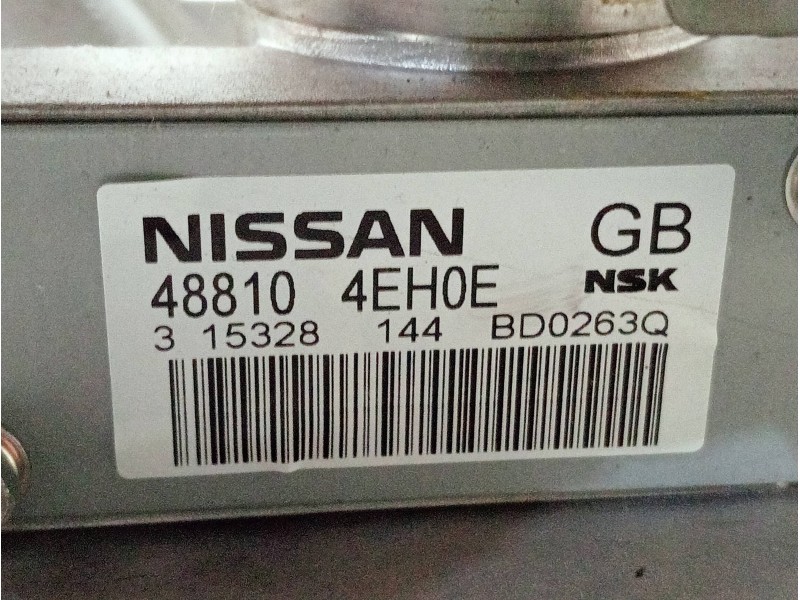 NISSAN GB
48810 4EH0E NSK
3 15328 144 BD0263Q